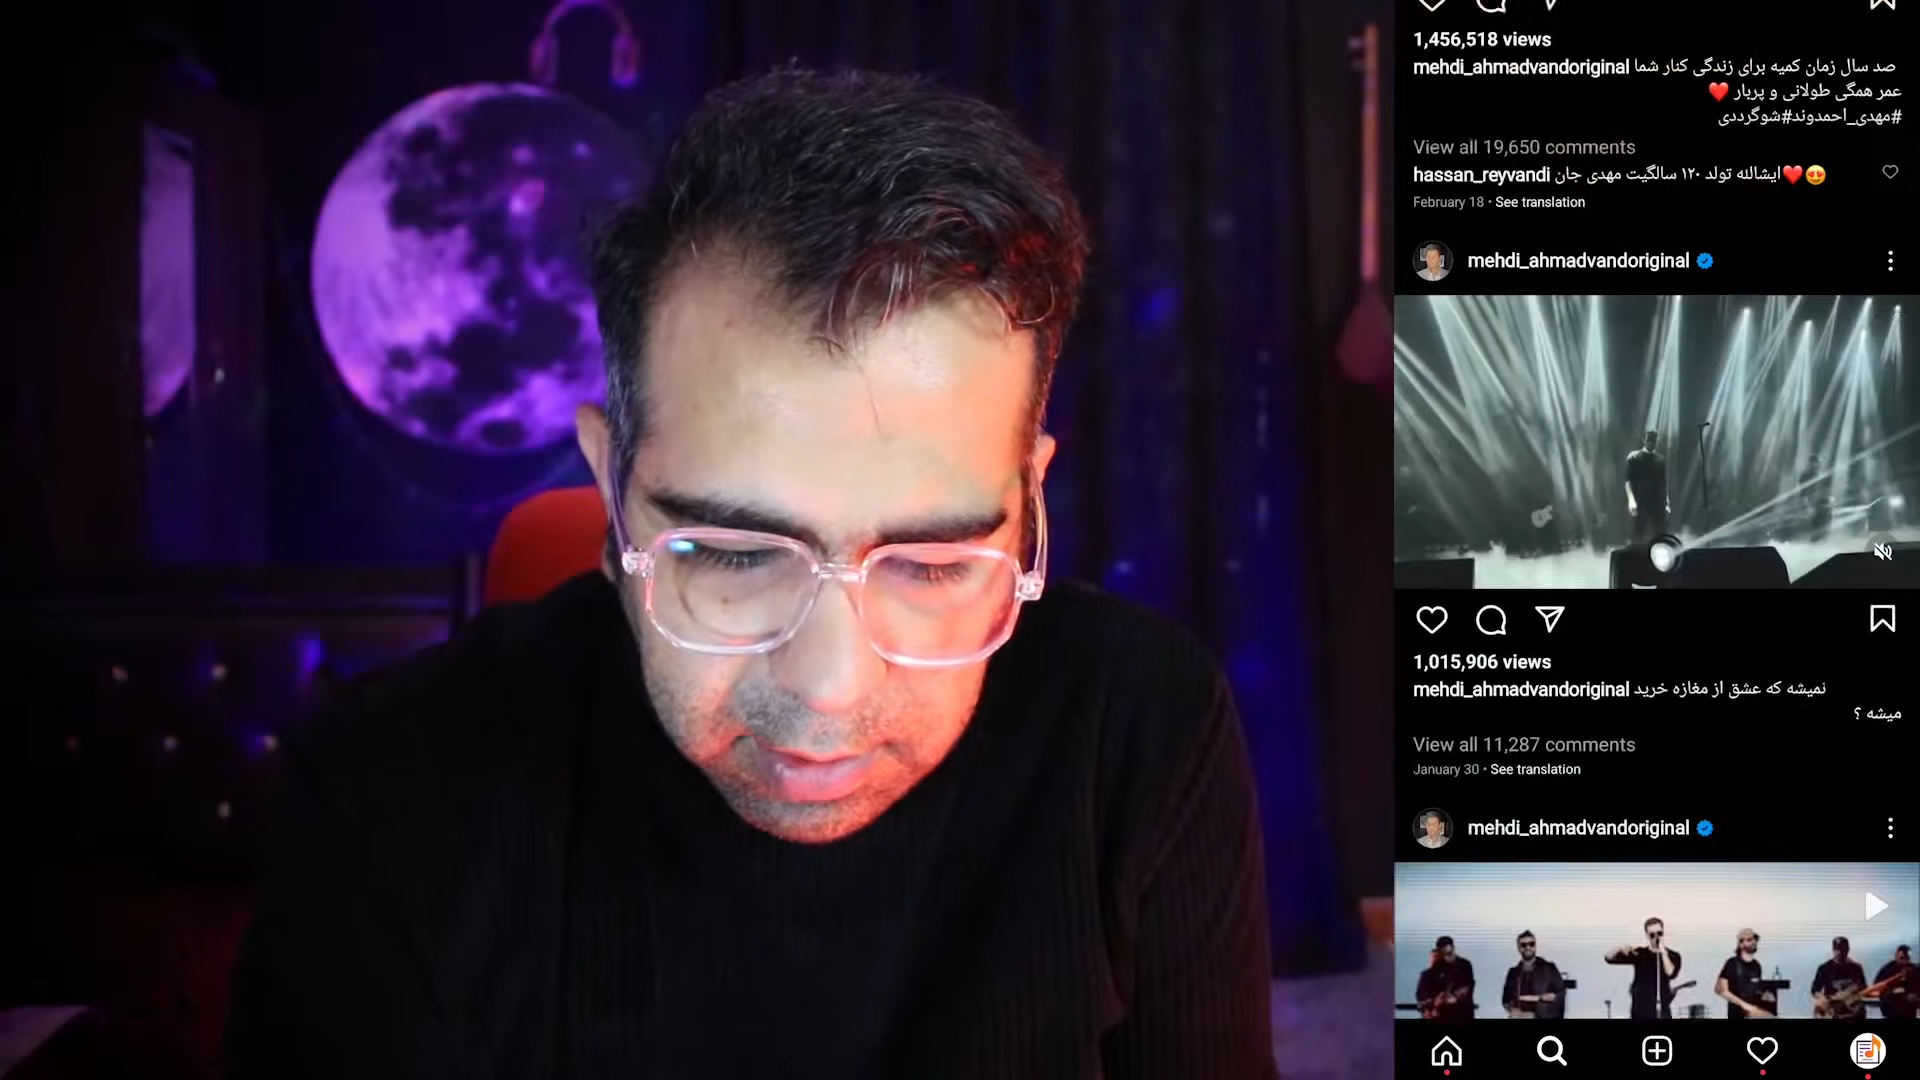 1,456,518 views
mehdi_ahmadvandoriginal صد سال زمان کمیه برای زندگی کنار شما
عمر همگی طولانی و پربار ❤️
#مهدی_احمدوند#شوگرددی
View all 19,650 comments
hassan_reyvandi ایشالله تولد ۱۲۰ سالگیت مهدی جان❤️😍
February 18 • See translation
mehdi_ahmadvandoriginal
1,015,906 views
mehdi_ahmadvandoriginal نمیشه که عشق از مغازه خرید
میشه ؟
View all 11,287 comments
January 30 • See translation
mehdi_ahmadvandoriginal